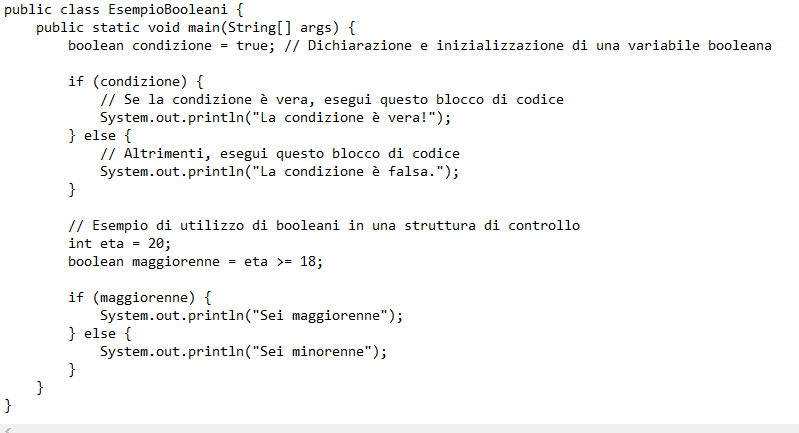 public class EsempioBooleani {
    public static void main(String[] args) {
        boolean condizione = true; // Dichiarazione e inizializzazione di una variabile booleana

        if (condizione) {
            // Se la condizione è vera, esegui questo blocco di codice
            System.out.println("La condizione è vera!");
        } else {
            // Altrimenti, esegui questo blocco di codice
            System.out.println("La condizione è falsa.");
        }

        // Esempio di utilizzo di booleani in una struttura di controllo
        int eta = 20;
        boolean maggiorenne = eta >= 18;

        if (maggiorenne) {
            System.out.println("Sei maggiorenne");
        } else {
            System.out.println("Sei minorenne");
        }
    }
}